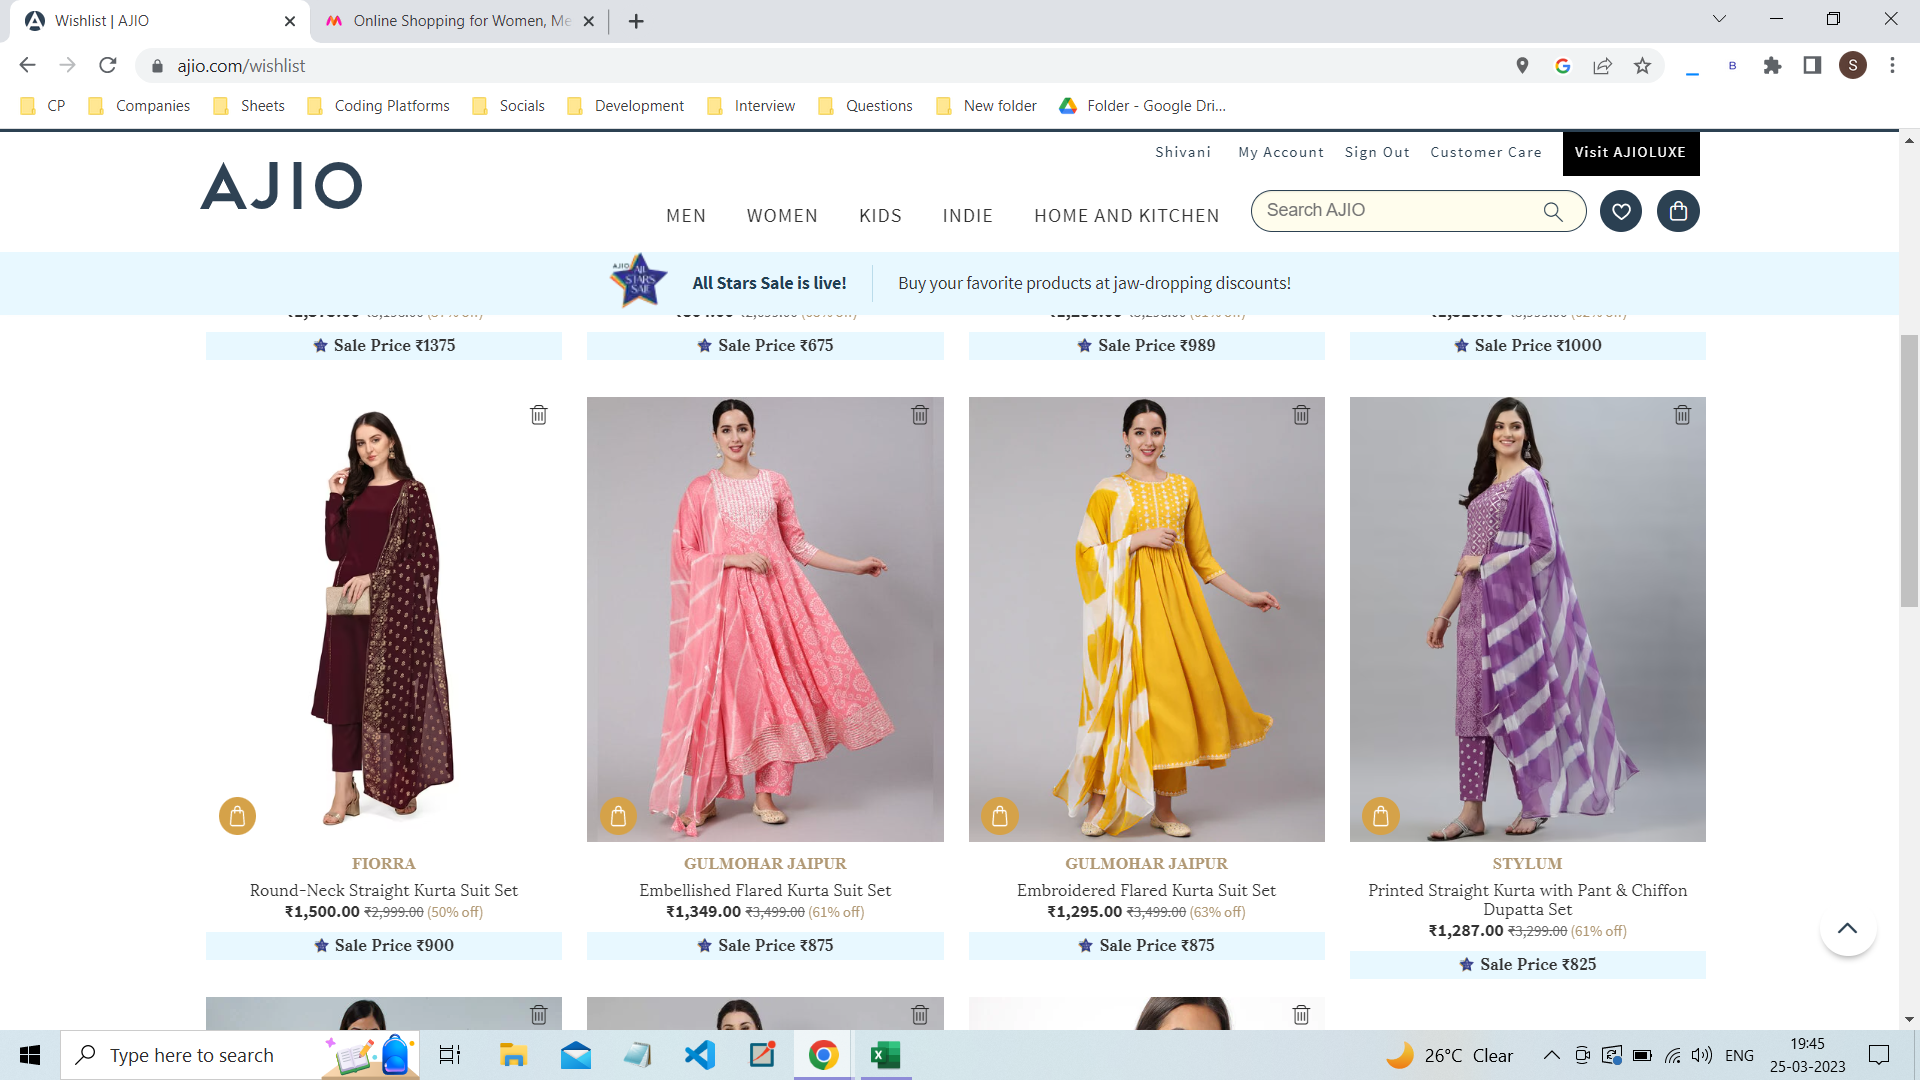 Wishlist | AJIO
Online Shopping for Women, Me
ajio.com/wishlist
S
CP
Companies
Sheets
Coding Platforms
Socials
Development
Interview
Questions
New folder
Folder - Google Dri...
Shivani
My Account
Sign Out
Customer Care
Visit AJIOLUXE
AJIO
MEN
WOMEN
KIDS
INDIE
HOME AND KITCHEN
Search AJIO
AJIO
ALL
STARS
SALE
All Stars Sale is live!
Buy your favorite products at jaw-dropping discounts!
Sale Price ₹1375
Sale Price ₹675
Sale Price ₹989
Sale Price ₹1000
FIORRA
Round-Neck Straight Kurta Suit Set
₹1,500.00 ₹2,999.00 (50% off)
Sale Price ₹900
GULMOHAR JAIPUR
Embellished Flared Kurta Suit Set
₹1,349.00 ₹3,499.00 (61% off)
Sale Price ₹875
GULMOHAR JAIPUR
Embroidered Flared Kurta Suit Set
₹1,295.00 ₹3,499.00 (63% off)
Sale Price ₹875
STYLUM
Printed Straight Kurta with Pant & Chiffon
Dupatta Set
₹1,287.00 ₹3,299.00 (61% off)
Sale Price ₹825
Type here to search
26°C Clear
ENG
19:45
25-03-2023